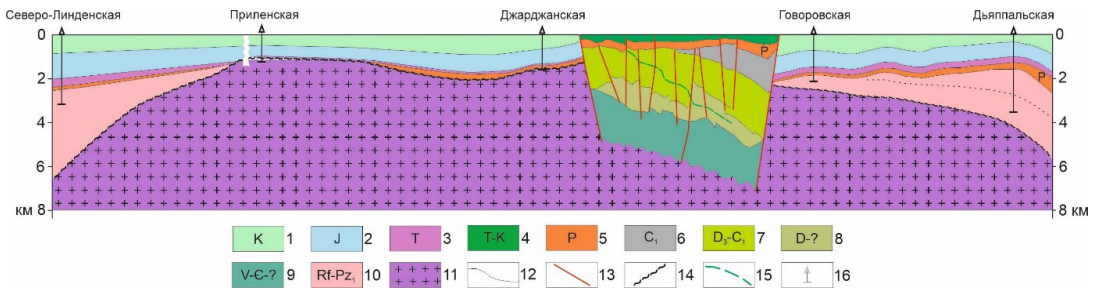 Северо-Линденская Приленская Джарджанская Говоровская Дьяппальская
0 0
P P
2 2
4 4
6 6
км 8 8 км
K 1 J 2 T 3 T-K 4 P 5 C₁ 6 D₃-C₁ 7 D-? 8
V-Є-? 9 Rf-Pz₁ 10 11 12 13 14 15 16